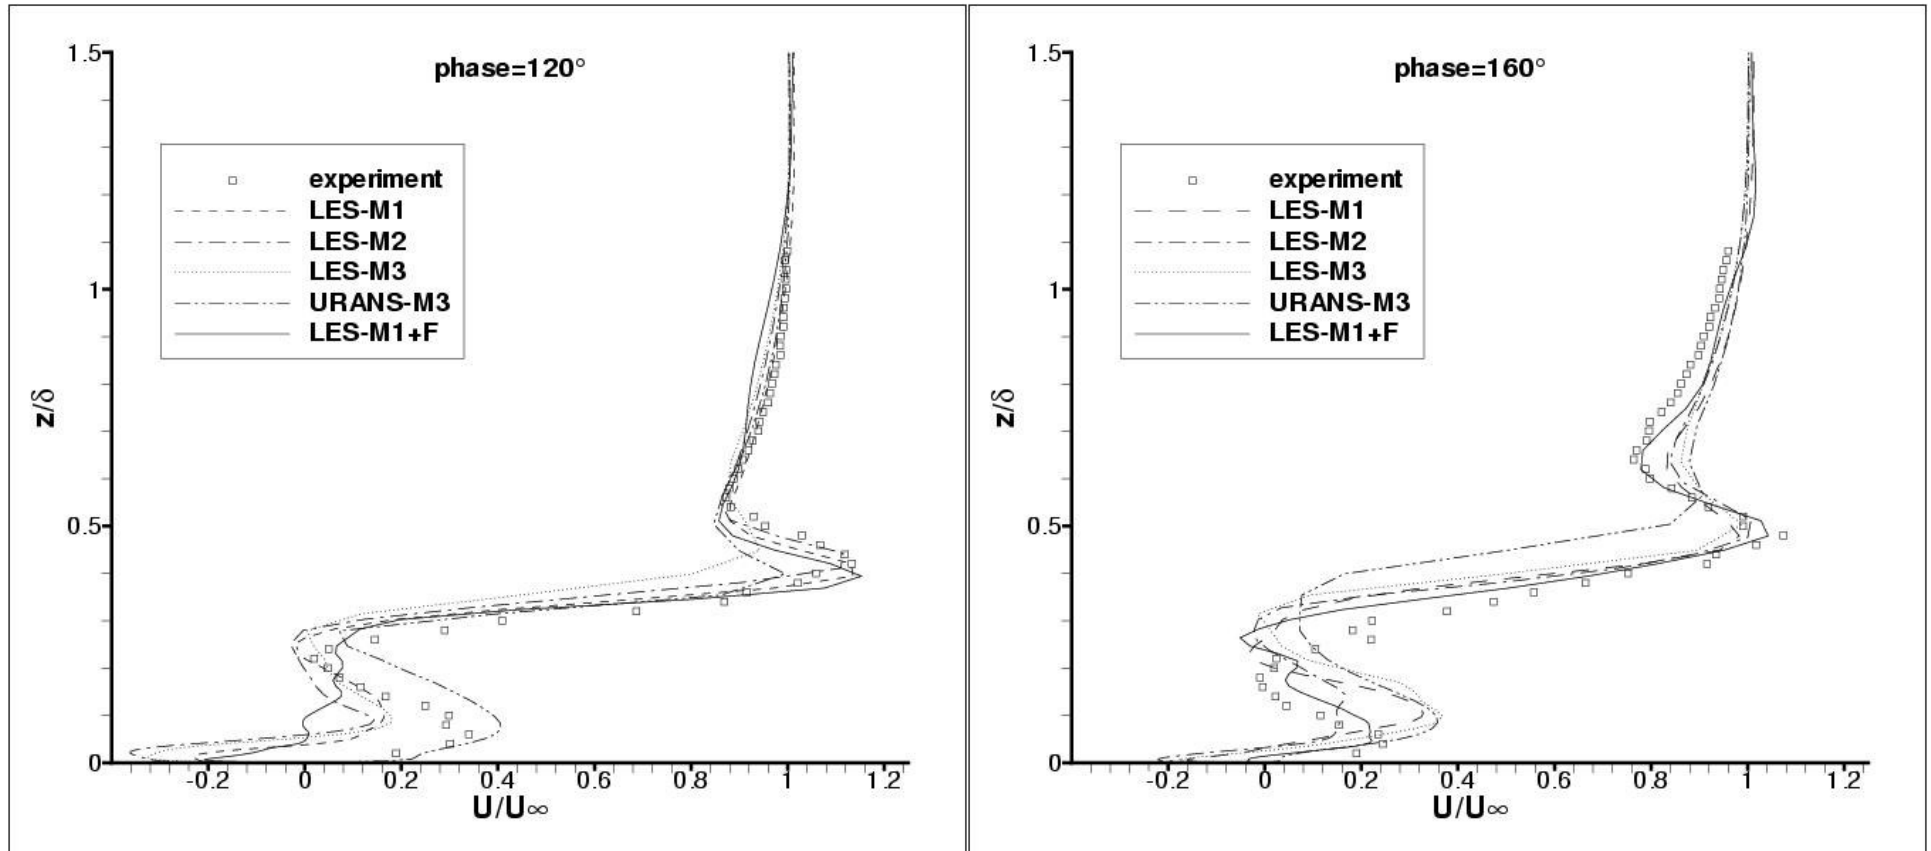 phase=120°
1.5
1
0.5
0
z/δ
experiment
LES-M1
LES-M2
LES-M3
URANS-M3
LES-M1+F
-0.2 0 0.2 0.4 0.6 0.8 1 1.2
U/U∞
phase=160°
1.5
1
0.5
0
z/δ
experiment
LES-M1
LES-M2
LES-M3
URANS-M3
LES-M1+F
-0.2 0 0.2 0.4 0.6 0.8 1 1.2
U/U∞